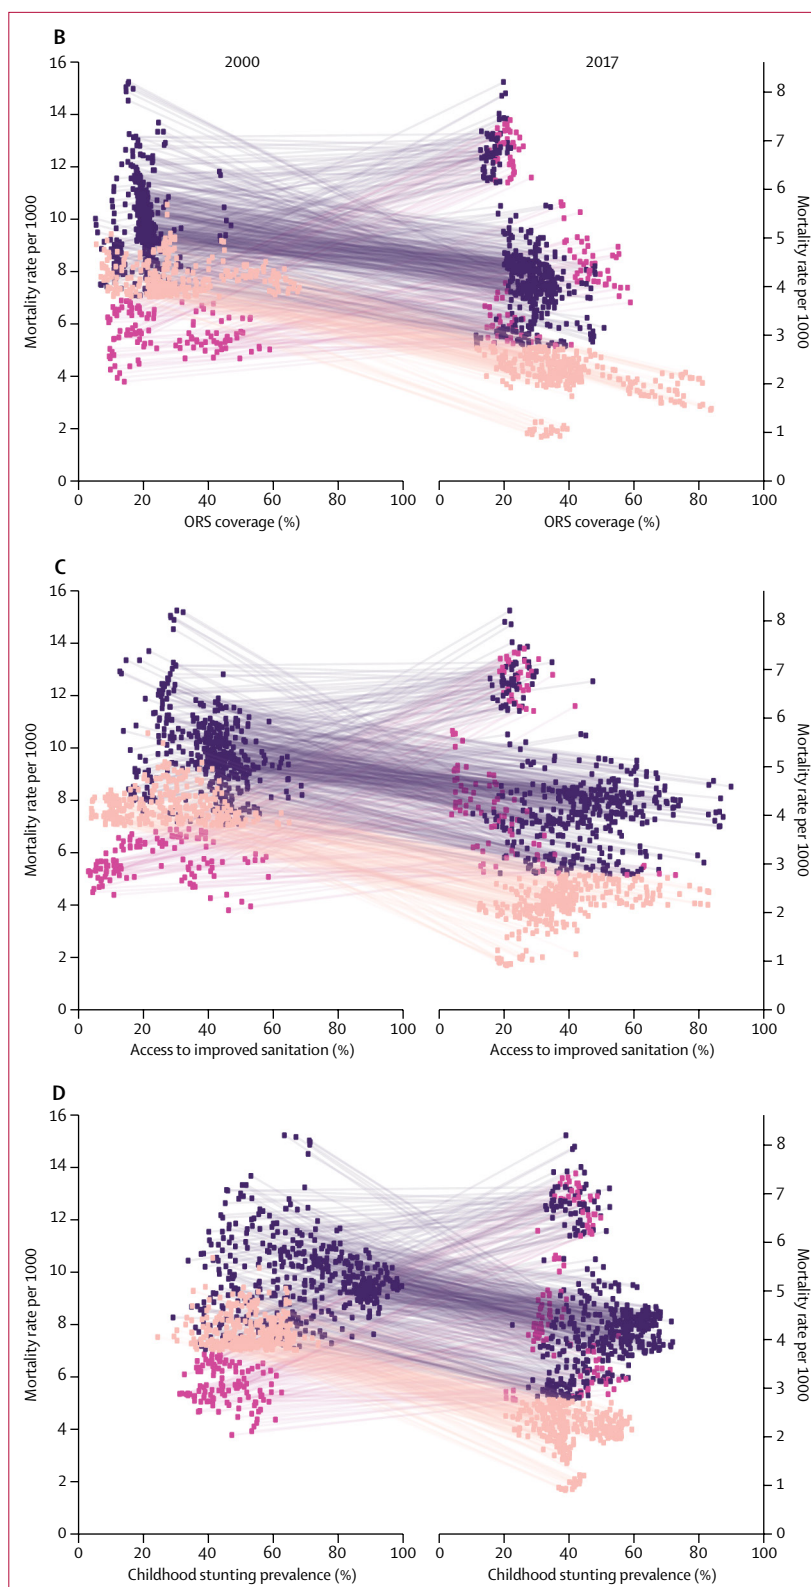 B
2000
2017
16
14
12
10
8
6
4
2
0
Mortality rate per 1000
0 20 40 60 80 100
ORS coverage (%)
8
7
6
5
4
3
2
1
0
Mortality rate per 1000
0 20 40 60 80 100
ORS coverage (%)
C
16
14
12
10
8
6
4
2
0
Mortality rate per 1000
0 20 40 60 80 100
Access to improved sanitation (%)
8
7
6
5
4
3
2
1
0
Mortality rate per 1000
0 20 40 60 80 100
Access to improved sanitation (%)
D
16
14
12
10
8
6
4
2
0
Mortality rate per 1000
0 20 40 60 80 100
Childhood stunting prevalence (%)
8
7
6
5
4
3
2
1
0
Mortality rate per 1000
0 20 40 60 80 100
Childhood stunting prevalence (%)